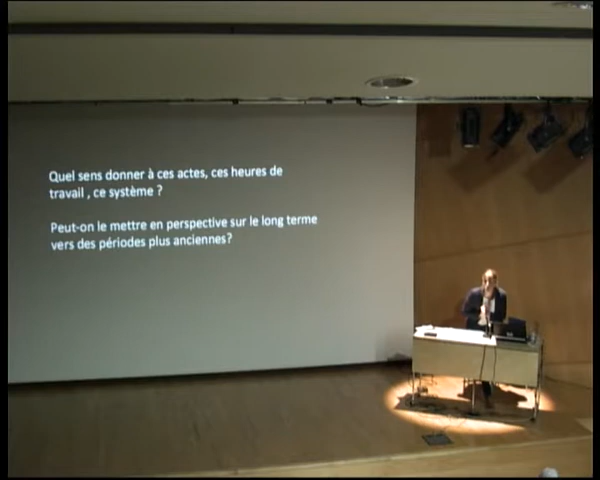 Quel sens donner à ces actes, ces heures de
travail , ce système ?
Peut-on le mettre en perspective sur le long terme
vers des périodes plus anciennes?